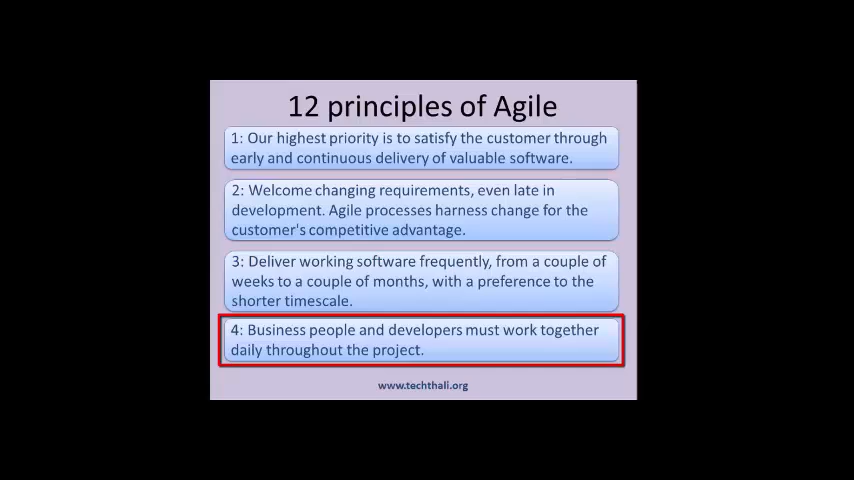 12 principles of Agile
1: Our highest priority is to satisfy the customer through
early and continuous delivery of valuable software.
2: Welcome changing requirements, even late in
development. Agile processes harness change for the
customer's competitive advantage.
3: Deliver working software frequently, from a couple of
weeks to a couple of months, with a preference to the
shorter timescale.
4: Business people and developers must work together
daily throughout the project.
www.techthali.org